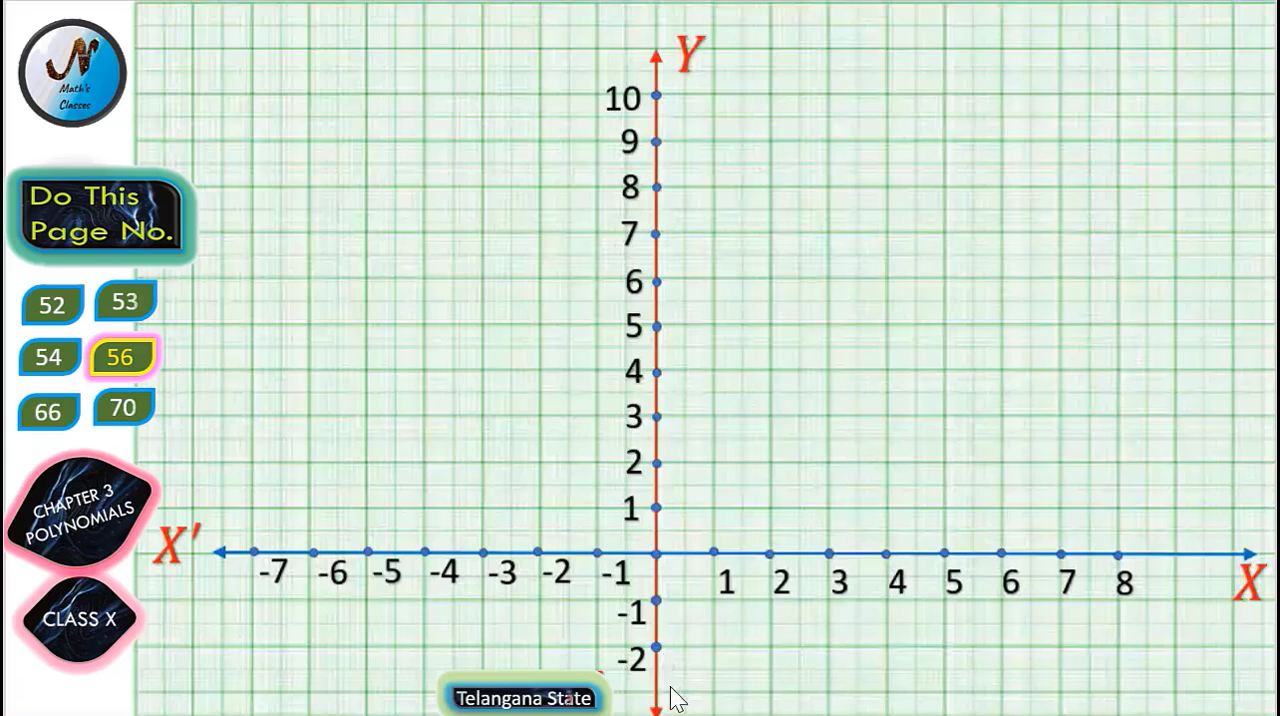 N
Math's
Classes
Do This
Page No.
52
53
54
56
66
70
CHAPTER 3
POLYNOMIALS
CLASS X
Y
10
9
8
7
6
5
4
3
2
1
X'
-7 -6 -5 -4 -3 -2 -1 1 2 3 4 5 6 7 8
X
-1
-2
Telangana State